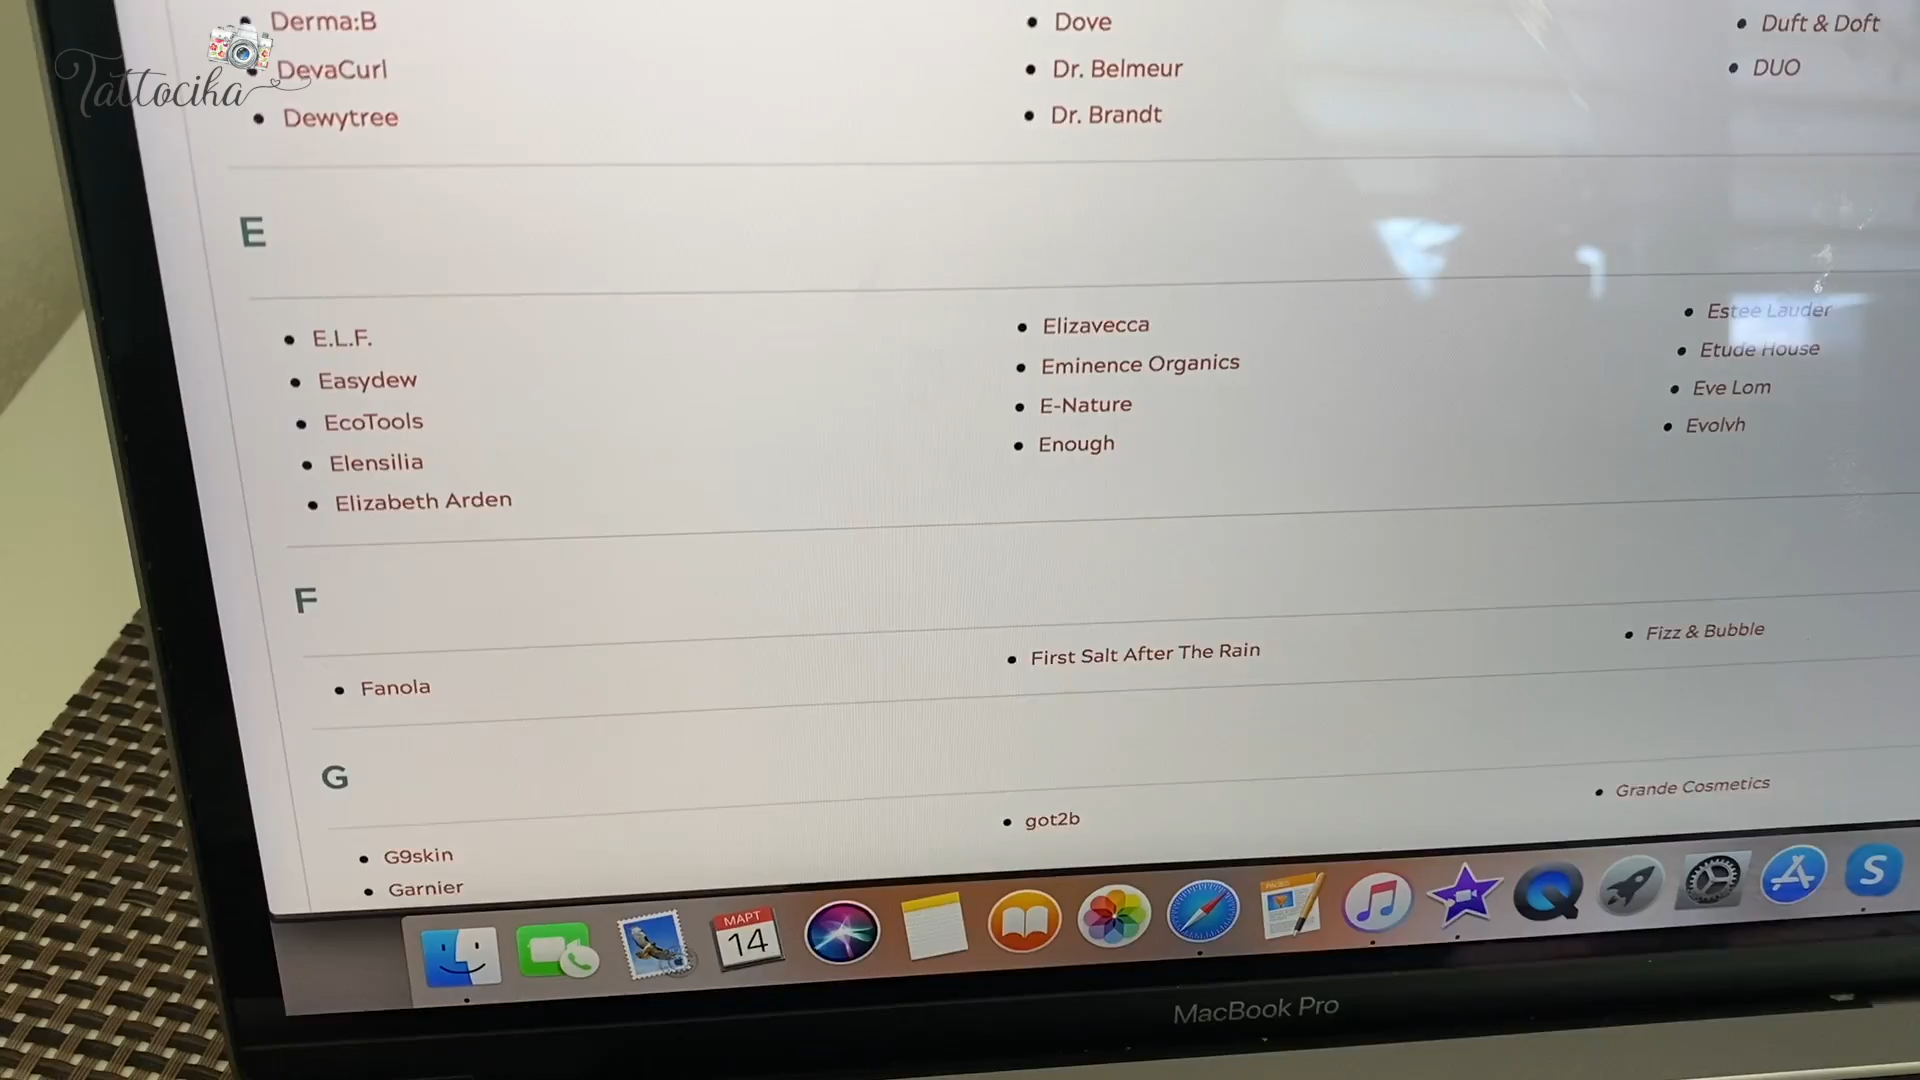 Tattocika
Derma:B
DevaCurl
Dewytree
Dove
Dr. Belmeur
Dr. Brandt
Duft & Doft
DUO
E
E.L.F.
Easydew
EcoTools
Elensilia
Elizabeth Arden
Elizavecca
Eminence Organics
E-Nature
Enough
Estee Lauder
Etude House
Eve Lom
Evolvh
F
Fanola
First Salt After The Rain
Fizz & Bubble
G
G9skin
Garnier
got2b
Grande Cosmetics
МАРТ
14
PAGES
MacBook Pro